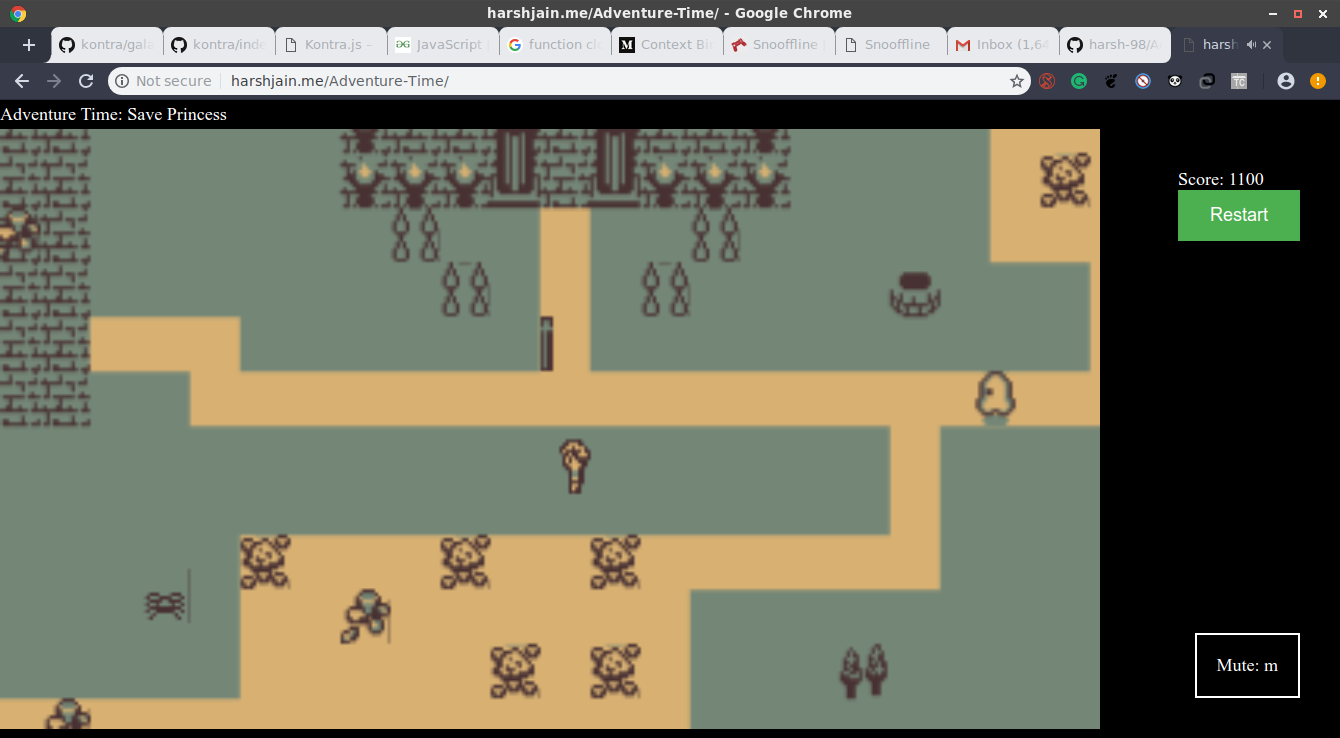 harshjain.me/Adventure-Time/ - Google Chrome
kontra/gala
kontra/inde
Kontra.js –
JavaScript
function cl
Context Bi
Snooffline
Snooffline
Inbox (1,64
harsh-98/A
harsh
Not secure
harshjain.me/Adventure-Time/
TC
Adventure Time: Save Princess
Score: 1100
Restart
Mute: m